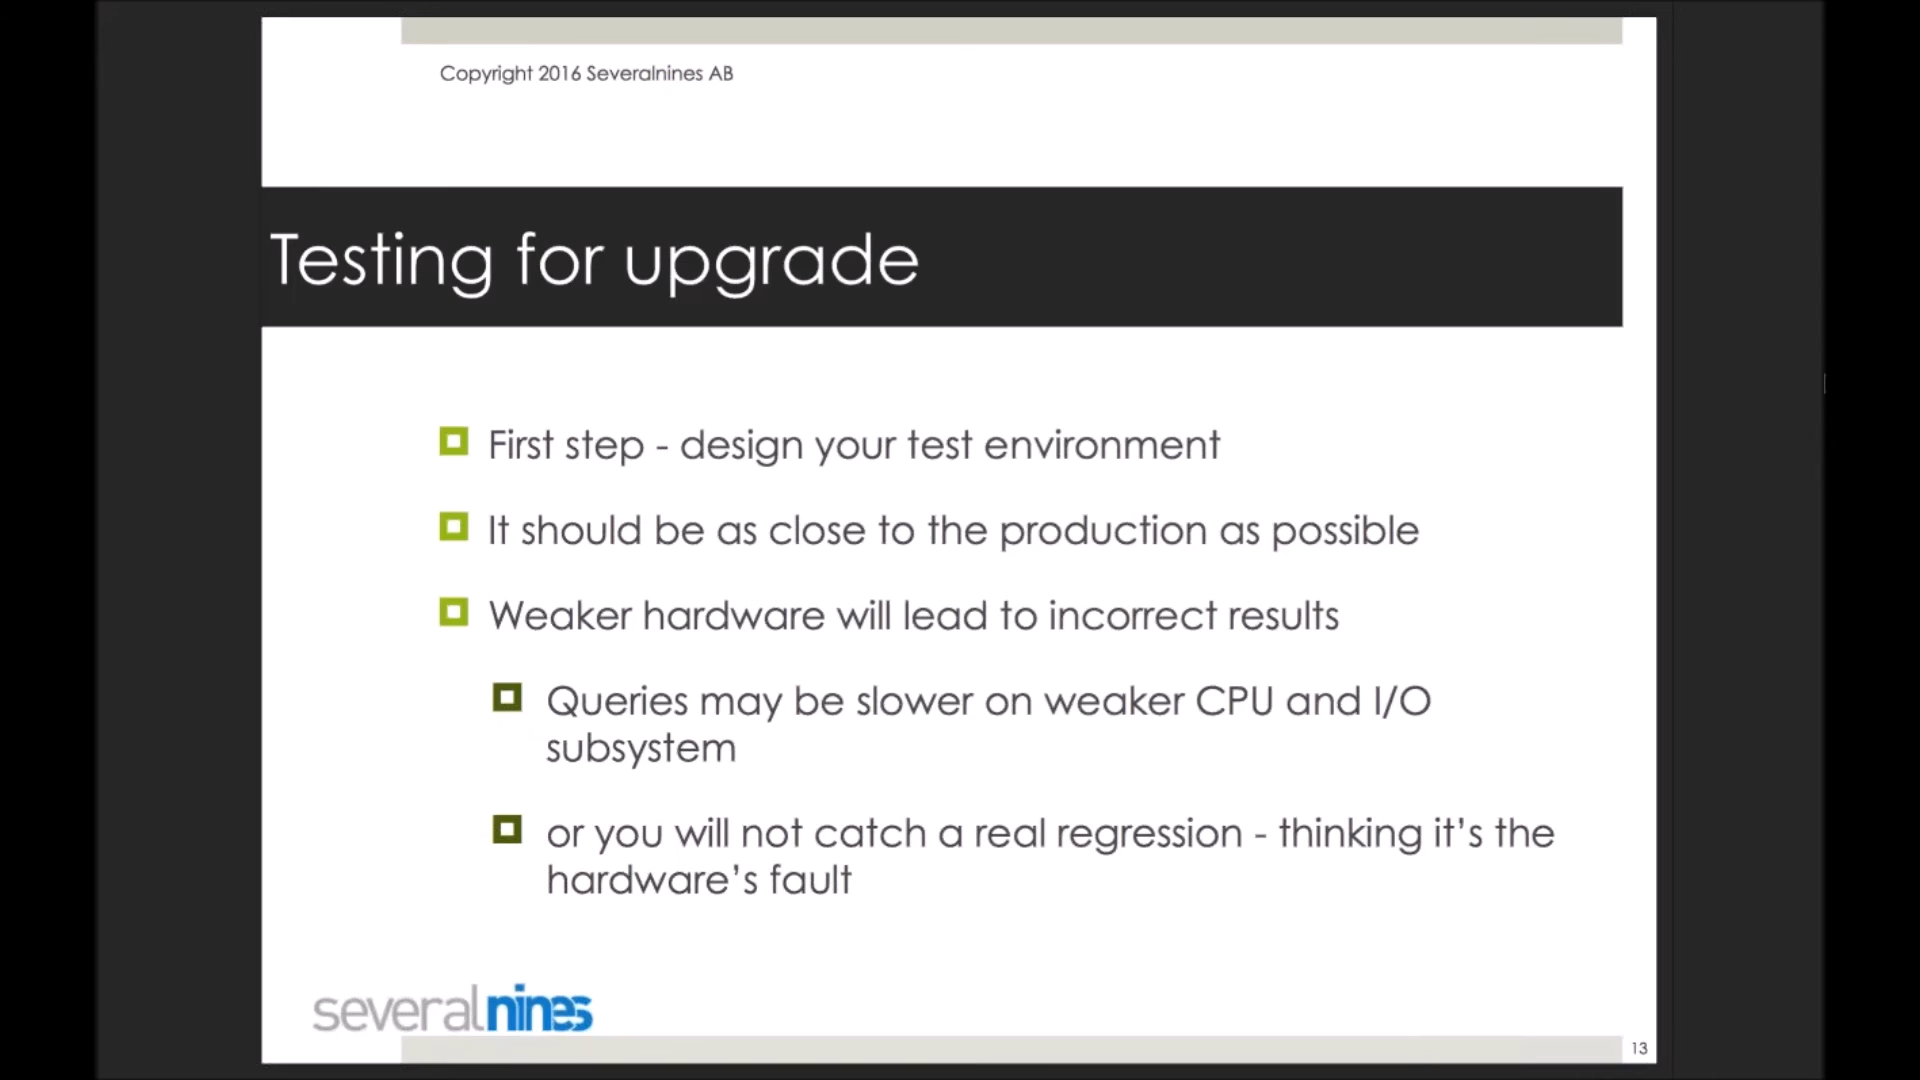 Copyright 2016 Severalnines AB
Testing for upgrade
First step - design your test environment
It should be as close to the production as possible
Weaker hardware will lead to incorrect results
Queries may be slower on weaker CPU and I/O
subsystem
or you will not catch a real regression - thinking it’s the
hardware’s fault
severalnines
13